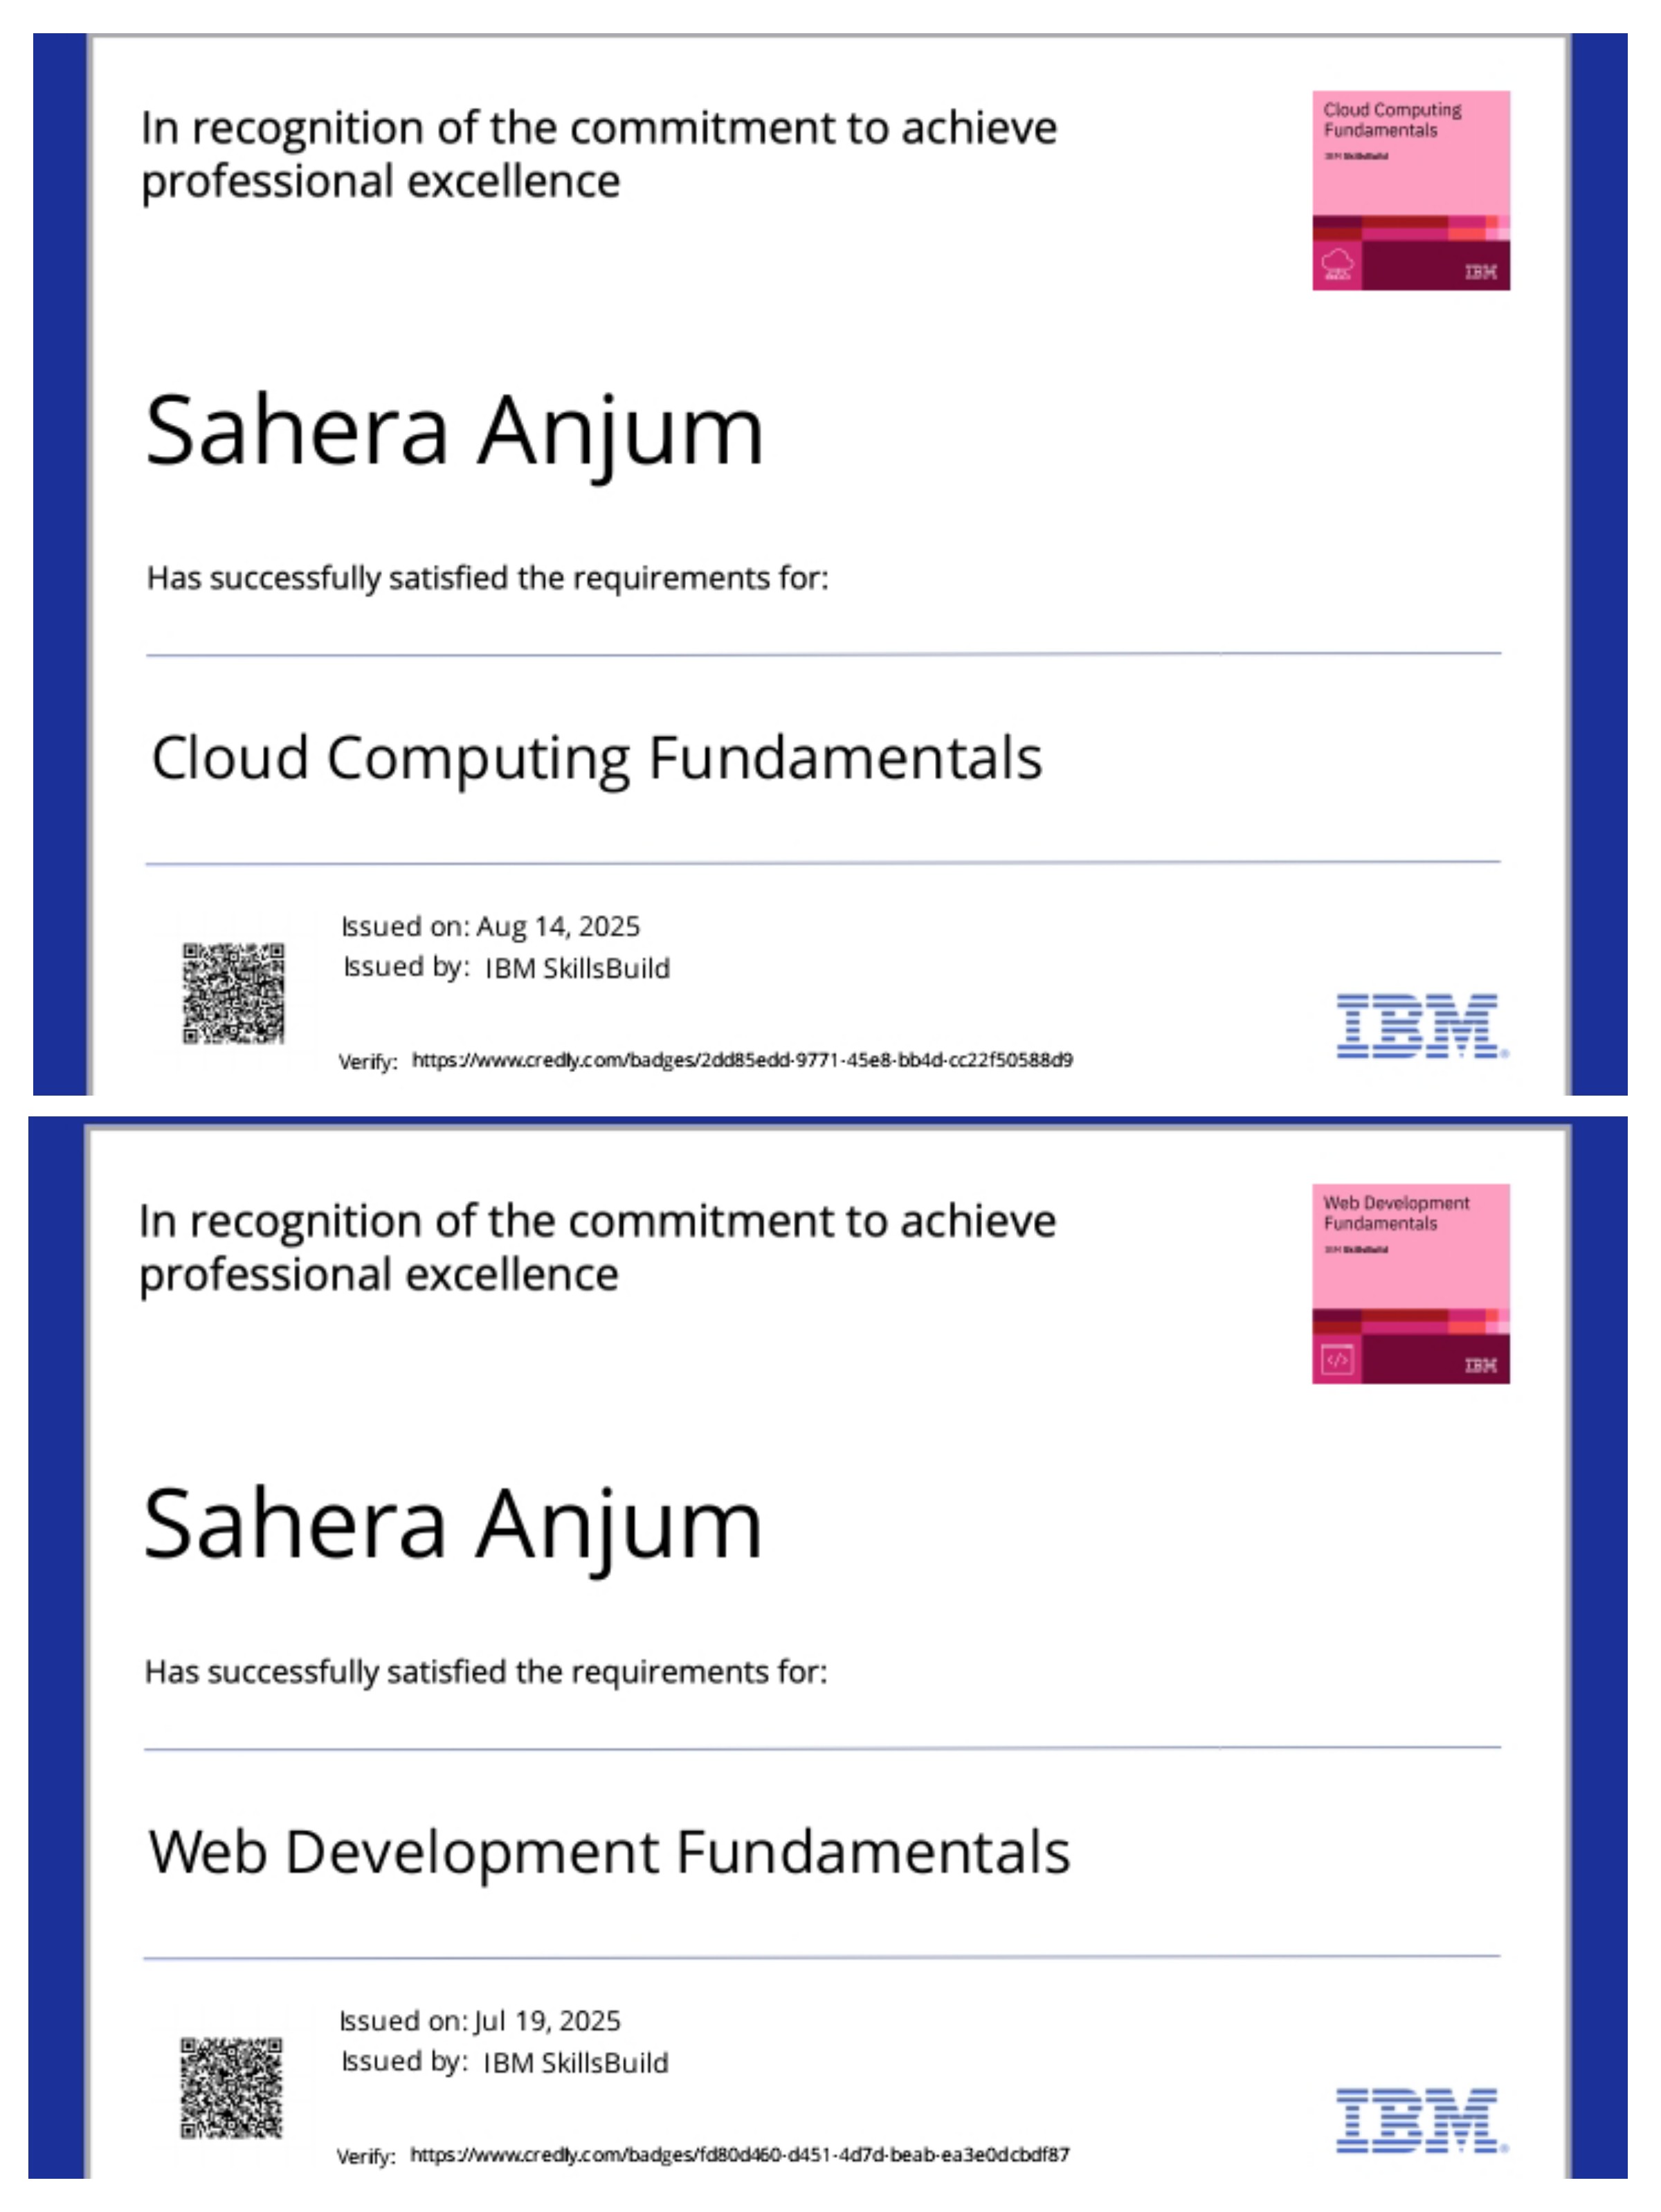 In recognition of the commitment to achieve
professional excellence
Cloud Computing
Fundamentals
IBM SkillsBuild
IBM
Sahera Anjum
Has successfully satisfied the requirements for:
Cloud Computing Fundamentals
Issued on: Aug 14, 2025
Issued by: IBM SkillsBuild
Verify: https://www.credly.com/badges/2dd85edd-9771-45e8-bb4d-cc22f50588d9
IBM
In recognition of the commitment to achieve
professional excellence
Web Development
Fundamentals
IBM SkillsBuild
IBM
Sahera Anjum
Has successfully satisfied the requirements for:
Web Development Fundamentals
Issued on: Jul 19, 2025
Issued by: IBM SkillsBuild
Verify: https://www.credly.com/badges/fd80d460-d451-4d7d-beab-ea3e0dcbdf87
IBM